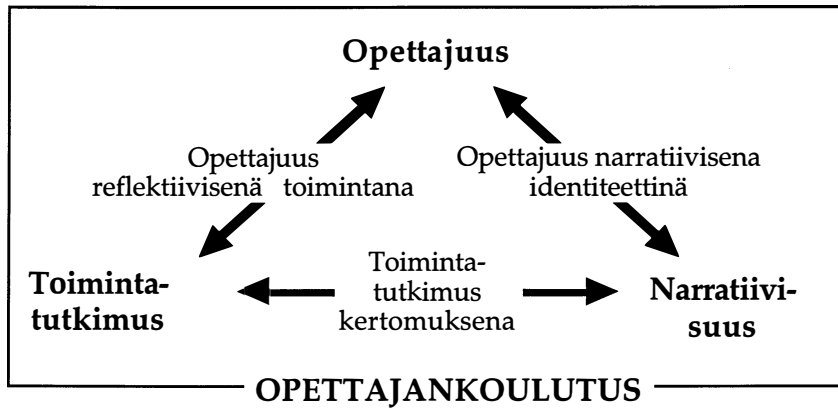 Opettajuus
Opettajuus
reflektiivisenä toimintana
Opettajuus narratiivisena
identiteettinä
Toiminta-
tutkimus
Toiminta-
tutkimus
kertomuksena
Narratiivi-
suus
OPETTAJANKOULUTUS